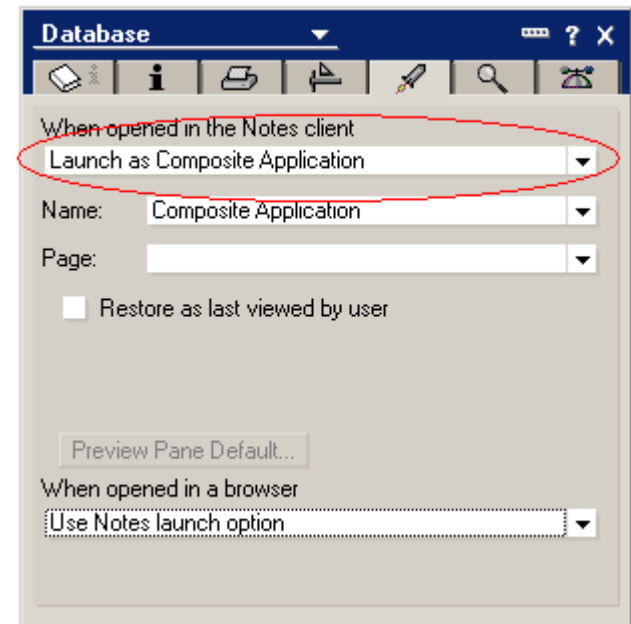 Database
? X
i i
When opened in the Notes client
Launch as Composite Application
Name: Composite Application
Page:
Restore as last viewed by user
Preview Pane Default...
When opened in a browser
Use Notes launch option